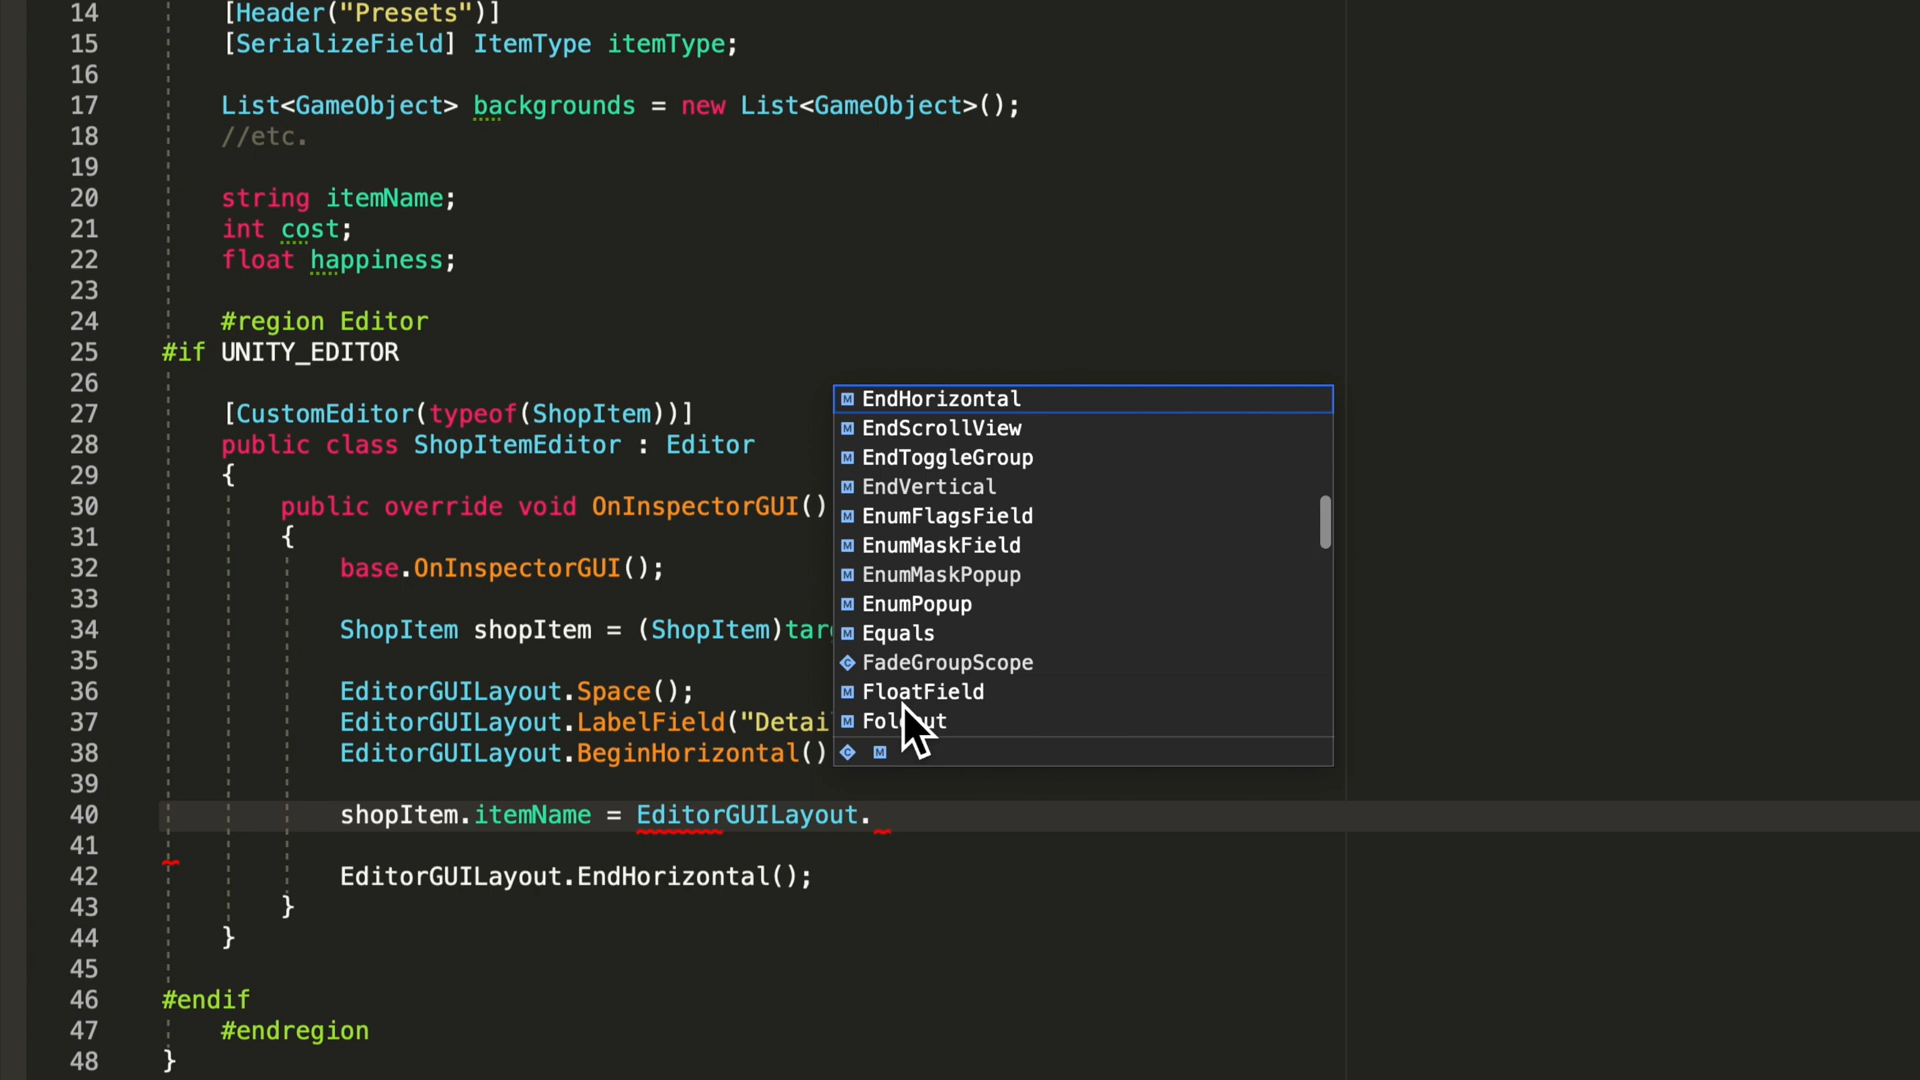 14 [Header("Presets")]
15 [SerializeField] ItemType itemType;
16
17 List<GameObject> backgrounds = new List<GameObject>();
18 //etc.
19
20 string itemName;
21 int cost;
22 float happiness;
23
24 #region Editor
25 #if UNITY_EDITOR
26
27 [CustomEditor(typeof(ShopItem))]
28 public class ShopItemEditor : Editor
29 {
30 public override void OnInspectorGUI()
31 {
32 base.OnInspectorGUI();
33
34 ShopItem shopItem = (ShopItem)tar
35
36 EditorGUILayout.Space();
37 EditorGUILayout.LabelField("Detai
38 EditorGUILayout.BeginHorizontal()
39
40 shopItem.itemName = EditorGUILayout.
41
42 EditorGUILayout.EndHorizontal();
43 }
44 }
45
46 #endif
47 #endregion
48 }
EndHorizontal
EndScrollView
EndToggleGroup
EndVertical
EnumFlagsField
EnumMaskField
EnumMaskPopup
EnumPopup
Equals
FadeGroupScope
FloatField